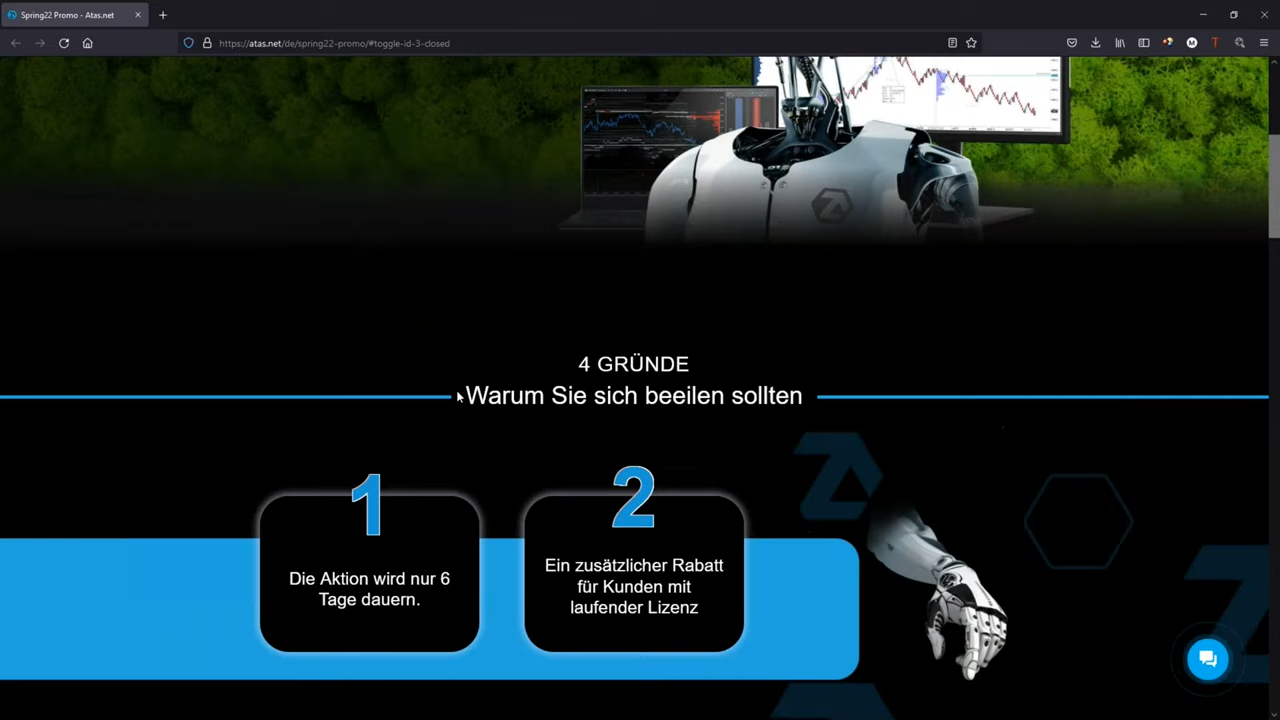 Spring22 Promo - Atas.net
https://atas.net/de/spring22-promo/#toggle-id-3-closed
4 GRÜNDE
Warum Sie sich beeilen sollten
1
Die Aktion wird nur 6
Tage dauern.
2
Ein zusätzlicher Rabatt
für Kunden mit
laufender Lizenz